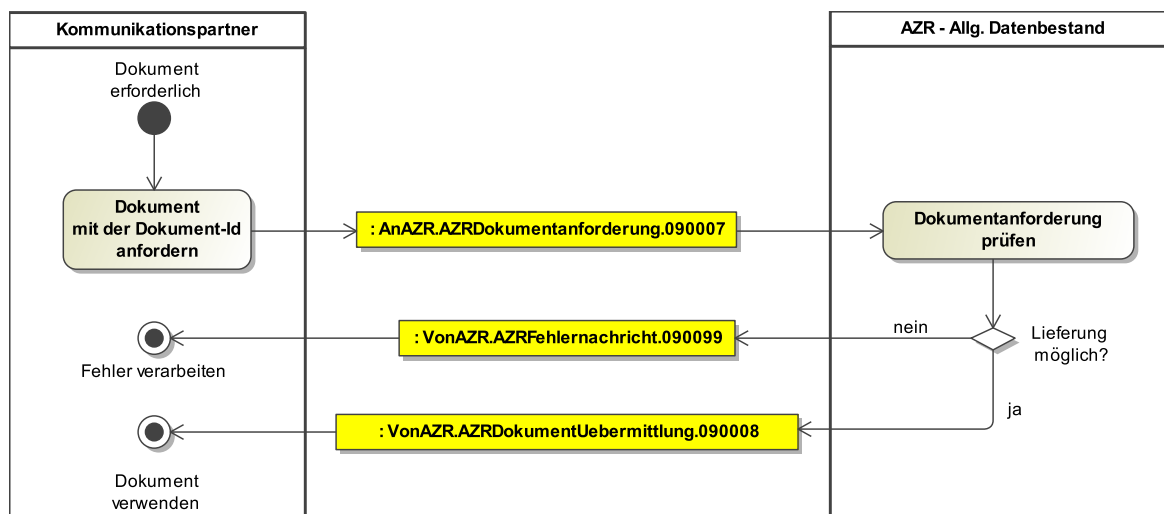 Kommunikationspartner
AZR - Allg. Datenbestand
Dokument
erforderlich
Dokument
mit der Dokument-Id
anfordern
: AnAZR.AZRDokumentanforderung.090007
Dokumentanforderung
prüfen
nein
Lieferung
möglich?
: VonAZR.AZRFehlernachricht.090099
Fehler verarbeiten
ja
: VonAZR.AZRDokumentUebermittlung.090008
Dokument
verwenden